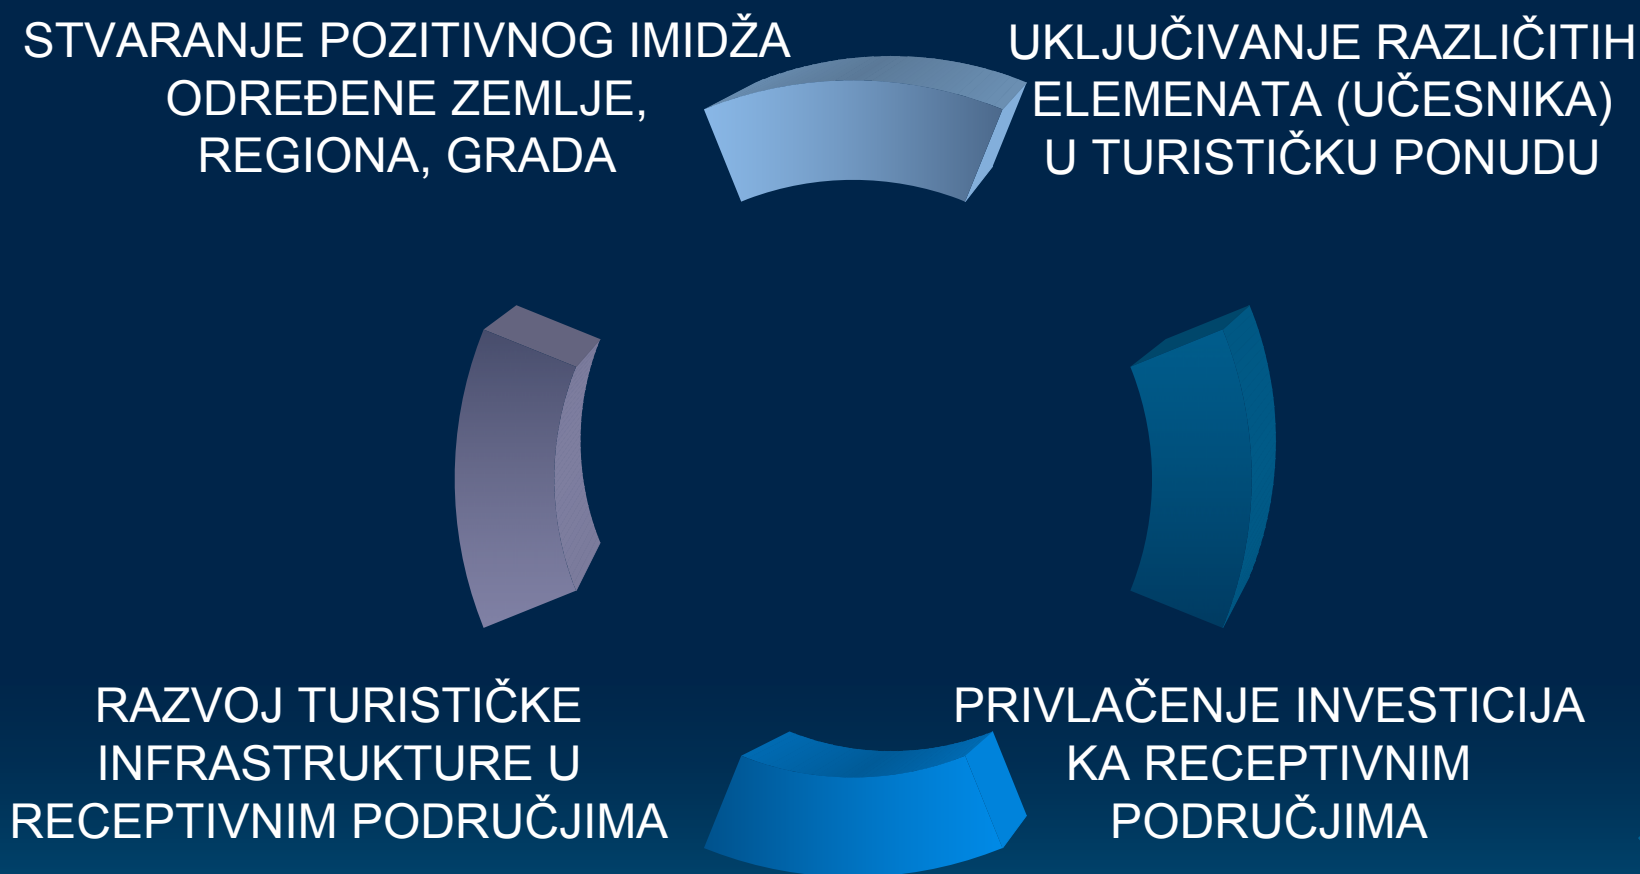 STVARANJE POZITIVNOG IMIDŽA
ODREĐENE ZEMLJE,
REGIONA, GRADA
UKLJUČIVANJE RAZLIČITIH
ELEMENATA (UČESNIKA)
U TURISTIČKU PONUDU
RAZVOJ TURISTIČKE
INFRASTRUKTURE U
RECEPTIVNIM PODRUČJIMA
PRIVLAČENJE INVESTICIJA
KA RECEPTIVNIM
PODRUČJIMA